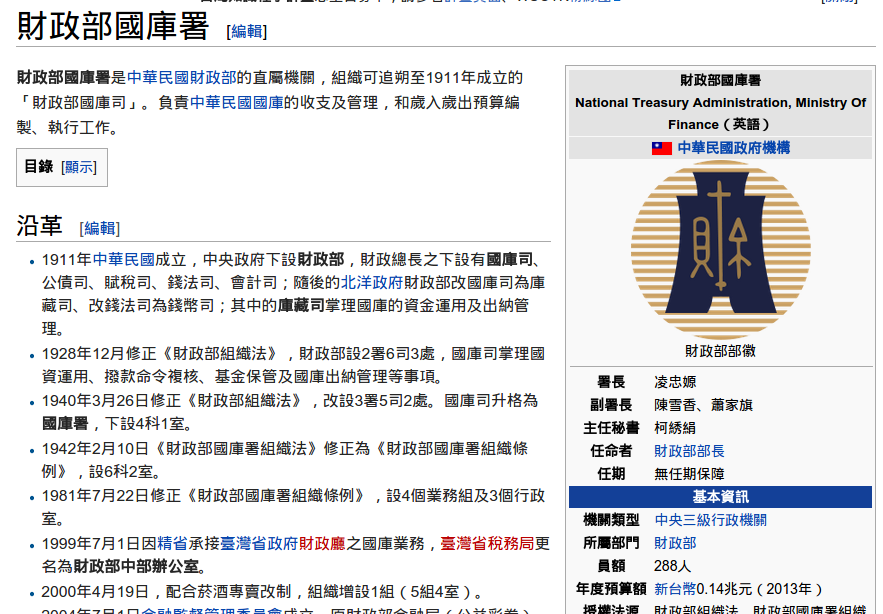 財政部國庫署 [編輯]
財政部國庫署是中華民國財政部的直屬機關，組織可追朔至1911年成立的
「財政部國庫司」。負責中華民國國庫的收支及管理，和歲入歲出預算編
製、執行工作。
目錄 [顯示]
沿革 [編輯]
1911年中華民國成立，中央政府下設財政部，財政總長之下設有國庫司、
公債司、賦稅司、錢法司、會計司；隨後的北洋政府財政部改國庫司為庫
藏司、改錢法司為錢幣司；其中的庫藏司掌理國庫的資金運用及出納管
理。
1928年12月修正《財政部組織法》，財政部設2署6司3處，國庫司掌理國
資運用、撥款命令複核、基金保管及國庫出納管理等事項。
1940年3月26日修正《財政部組織法》，改設3署5司2處。國庫司升格為
國庫署，下設4科1室。
1942年2月10日《財政部國庫署組織法》修正為《財政部國庫署組織條
例》，設6科2室。
1981年7月22日修正《財政部國庫署組織條例》，設4個業務組及3個行政
室。
1999年7月1日因精省承接臺灣省政府財政廳之國庫業務，臺灣省稅務局更
名為財政部中部辦公室。
2000年4月19日，配合菸酒專賣改制，組織增設1組（5組4室）。
財政部國庫署
National Treasury Administration, Ministry Of
Finance（英語）
中華民國政府機構
財政部部徽
署長 凌忠嫄
副署長 陳雪香、蕭家旗
主任秘書 柯綉絹
任命者 財政部部長
任期 無任期保障
基本資訊
機關類型 中央三級行政機關
所屬部門 財政部
員額 288人
年度預算額 新台幣0.14兆元（2013年）
授權法源 財政部組織法、財政部國庫署組織